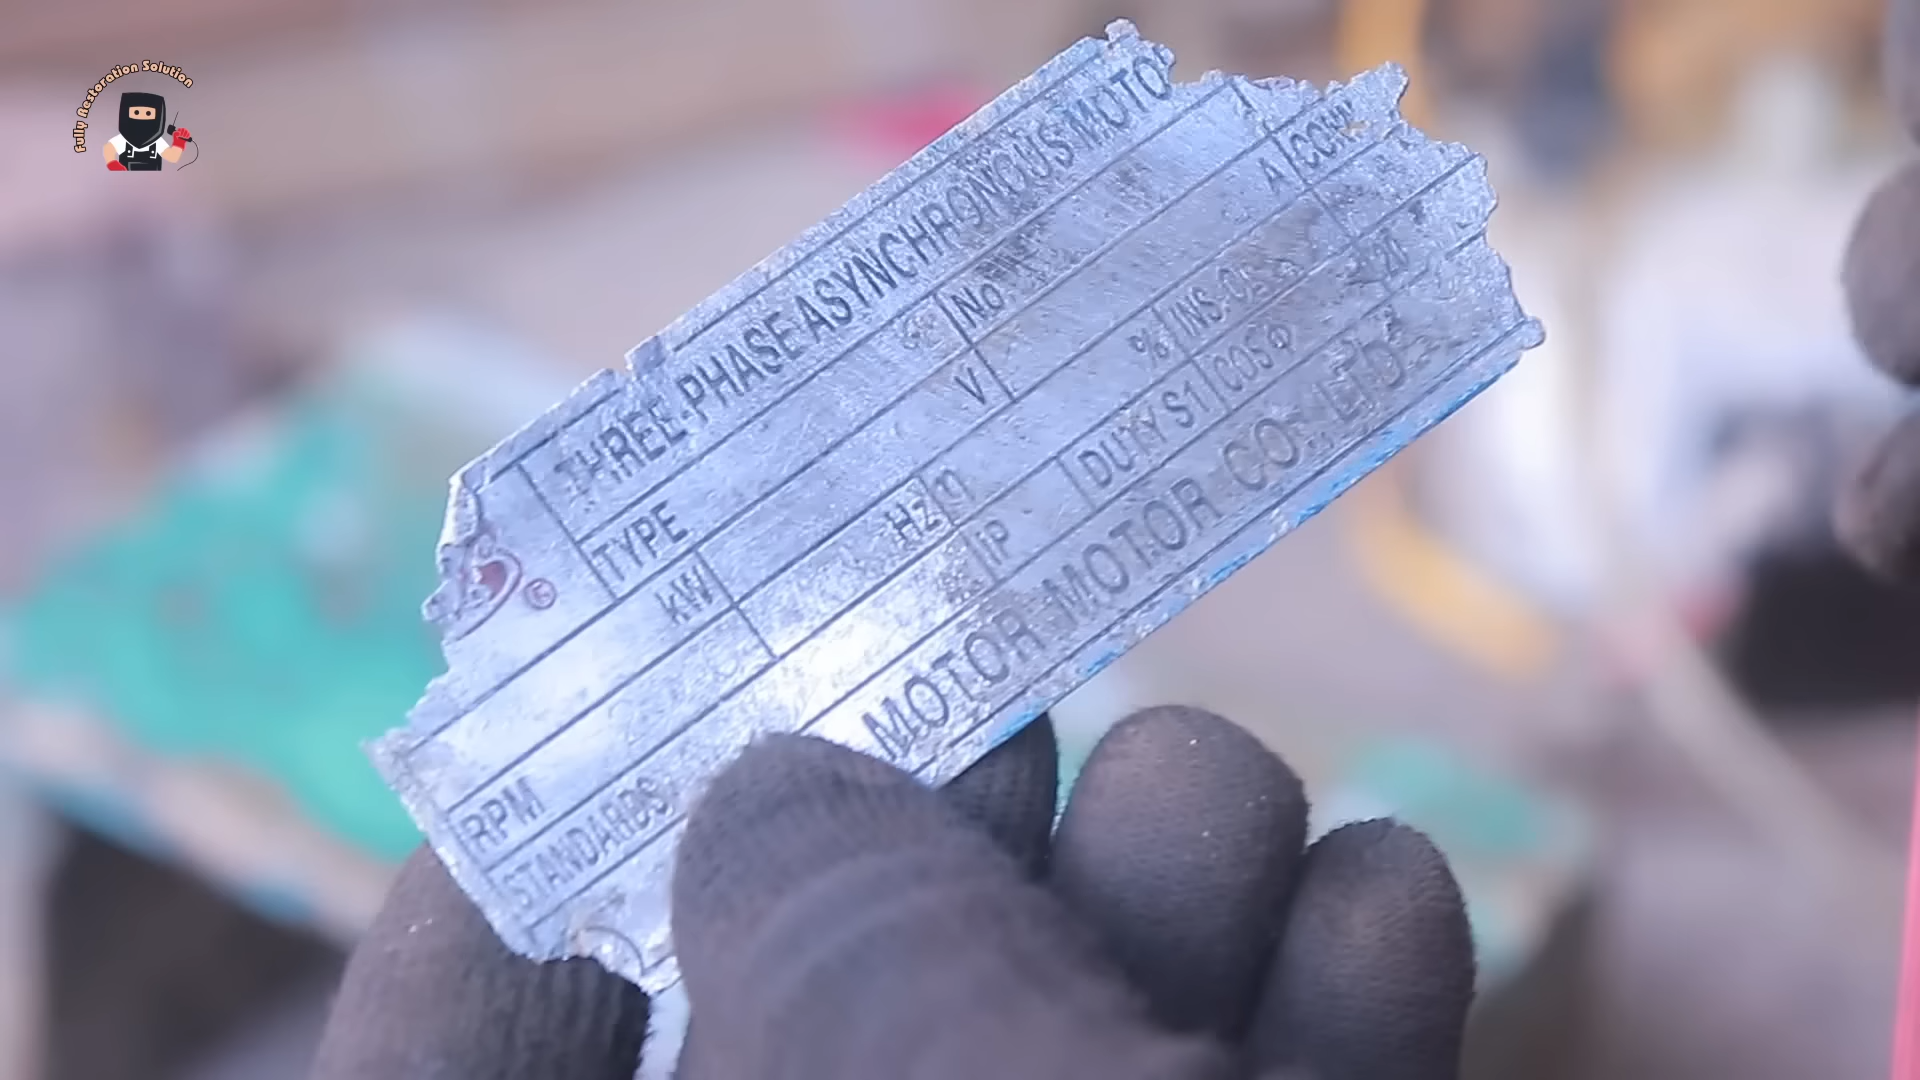 Fully Restoration Solution
THREE-PHASE ASYNCHRONOUS MOTO
TYPE No
kW V A CONN
RPM Hz η % INS.
STANDARDS IP DUTY S1 COSΦ
MOTOR MOTOR CO., LTD